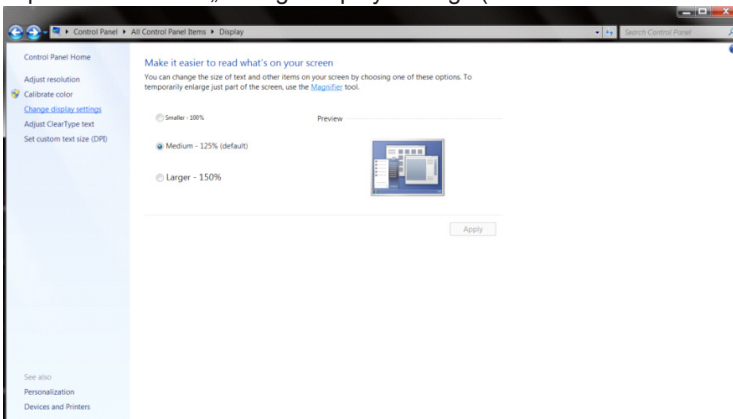 Control Panel ▸ All Control Panel Items ▸ Display
Search Control Panel
Control Panel Home
Adjust resolution
Calibrate color
Change display settings
Adjust ClearType text
Set custom text size (DPI)
Make it easier to read what's on your screen
You can change the size of text and other items on your screen by choosing one of these options. To
temporarily enlarge just part of the screen, use the Magnifier tool.
Smaller - 100%
Preview
Medium - 125% (default)
Larger - 150%
Apply
See also
Personalization
Devices and Printers